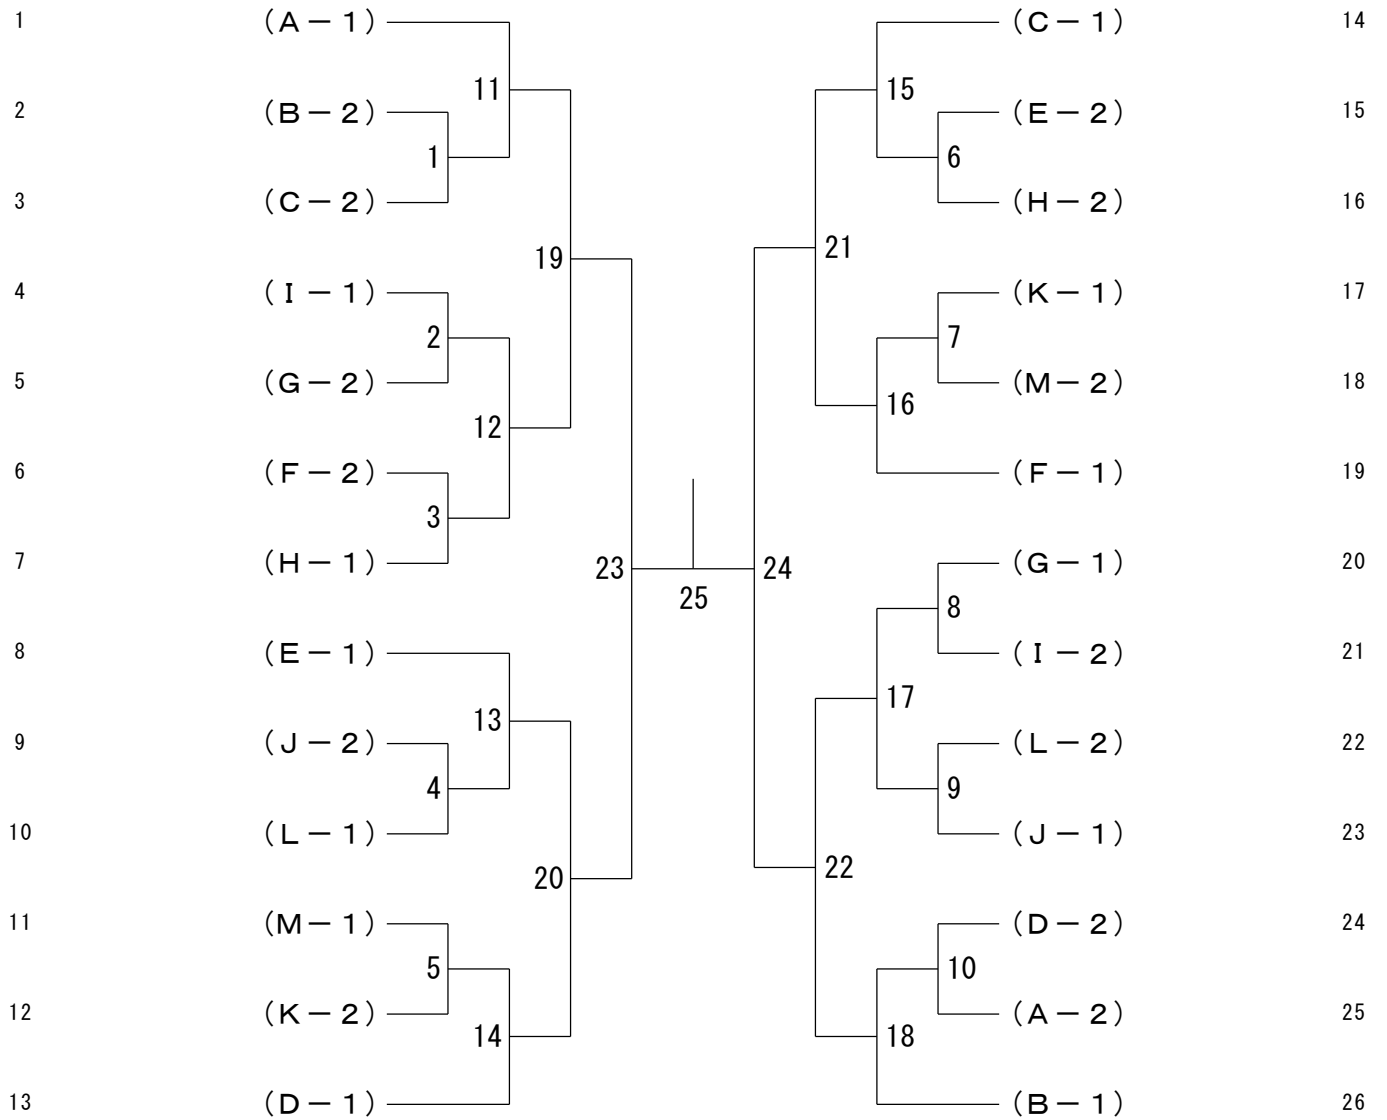 1 （Ａ－１） （Ｃ－１） 14
11 15
2 （Ｂ－２） （Ｅ－２） 15
1 6
3 （Ｃ－２） （Ｈ－２） 16
19 21
4 （Ｉ－１） （Ｋ－１） 17
2 7
5 （Ｇ－２） （Ｍ－２） 18
12 16
6 （Ｆ－２） （Ｆ－１） 19
3
7 （Ｈ－１） （Ｇ－１） 20
23 24
25 8
8 （Ｅ－１） （Ｉ－２） 21
13 17
9 （Ｊ－２） （Ｌ－２） 22
4 9
10 （Ｌ－１） （Ｊ－１） 23
20 22
11 （Ｍ－１） （Ｄ－２） 24
5 10
12 （Ｋ－２） （Ａ－２） 25
14 18
13 （Ｄ－１） （Ｂ－１） 26